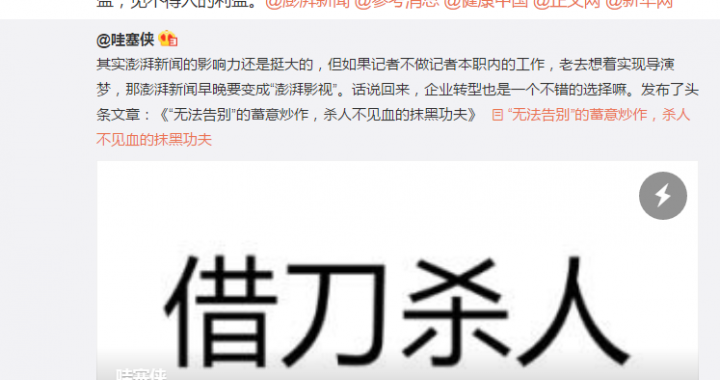 益，见不得人的利益。@澎湃新闻 @参考消息 @健康中国 @正义网 @新华网
@哇塞侠
其实澎湃新闻的影响力还是挺大的，但如果记者不做记者本职内的工作，老去想着实现导演
梦，那澎湃新闻早晚要变成“澎湃影视”。话说回来，企业转型也是一个不错的选择嘛。发布了头
条文章：《“无法告别”的蓄意炒作，杀人不见血的抹黑功夫》 “无法告别”的蓄意炒作，杀人
不见血的抹黑功夫
借刀杀人
哇塞侠